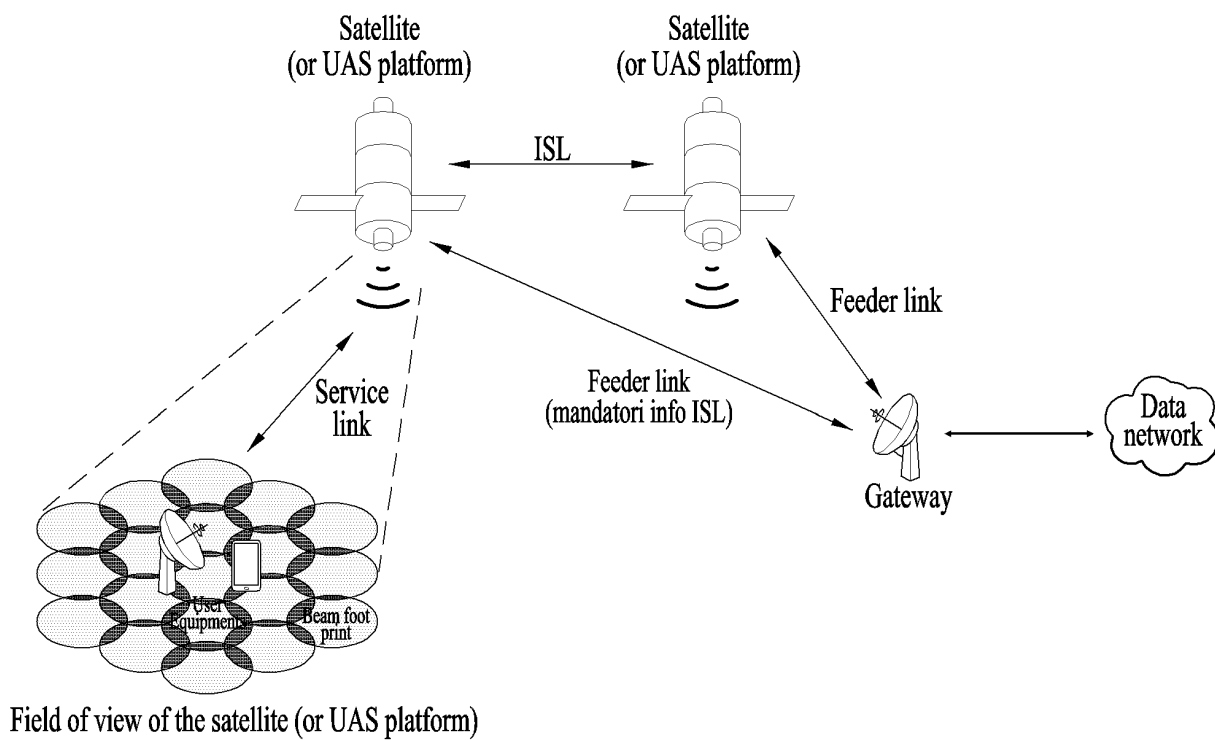 Satellite
(or UAS platform)
Satellite
(or UAS platform)
ISL
Feeder link
Service
link
Feeder link
(mandatori info ISL)
Data
network
Gateway
User
Equipments
Beam foot
print
Field of view of the satellite (or UAS platform)